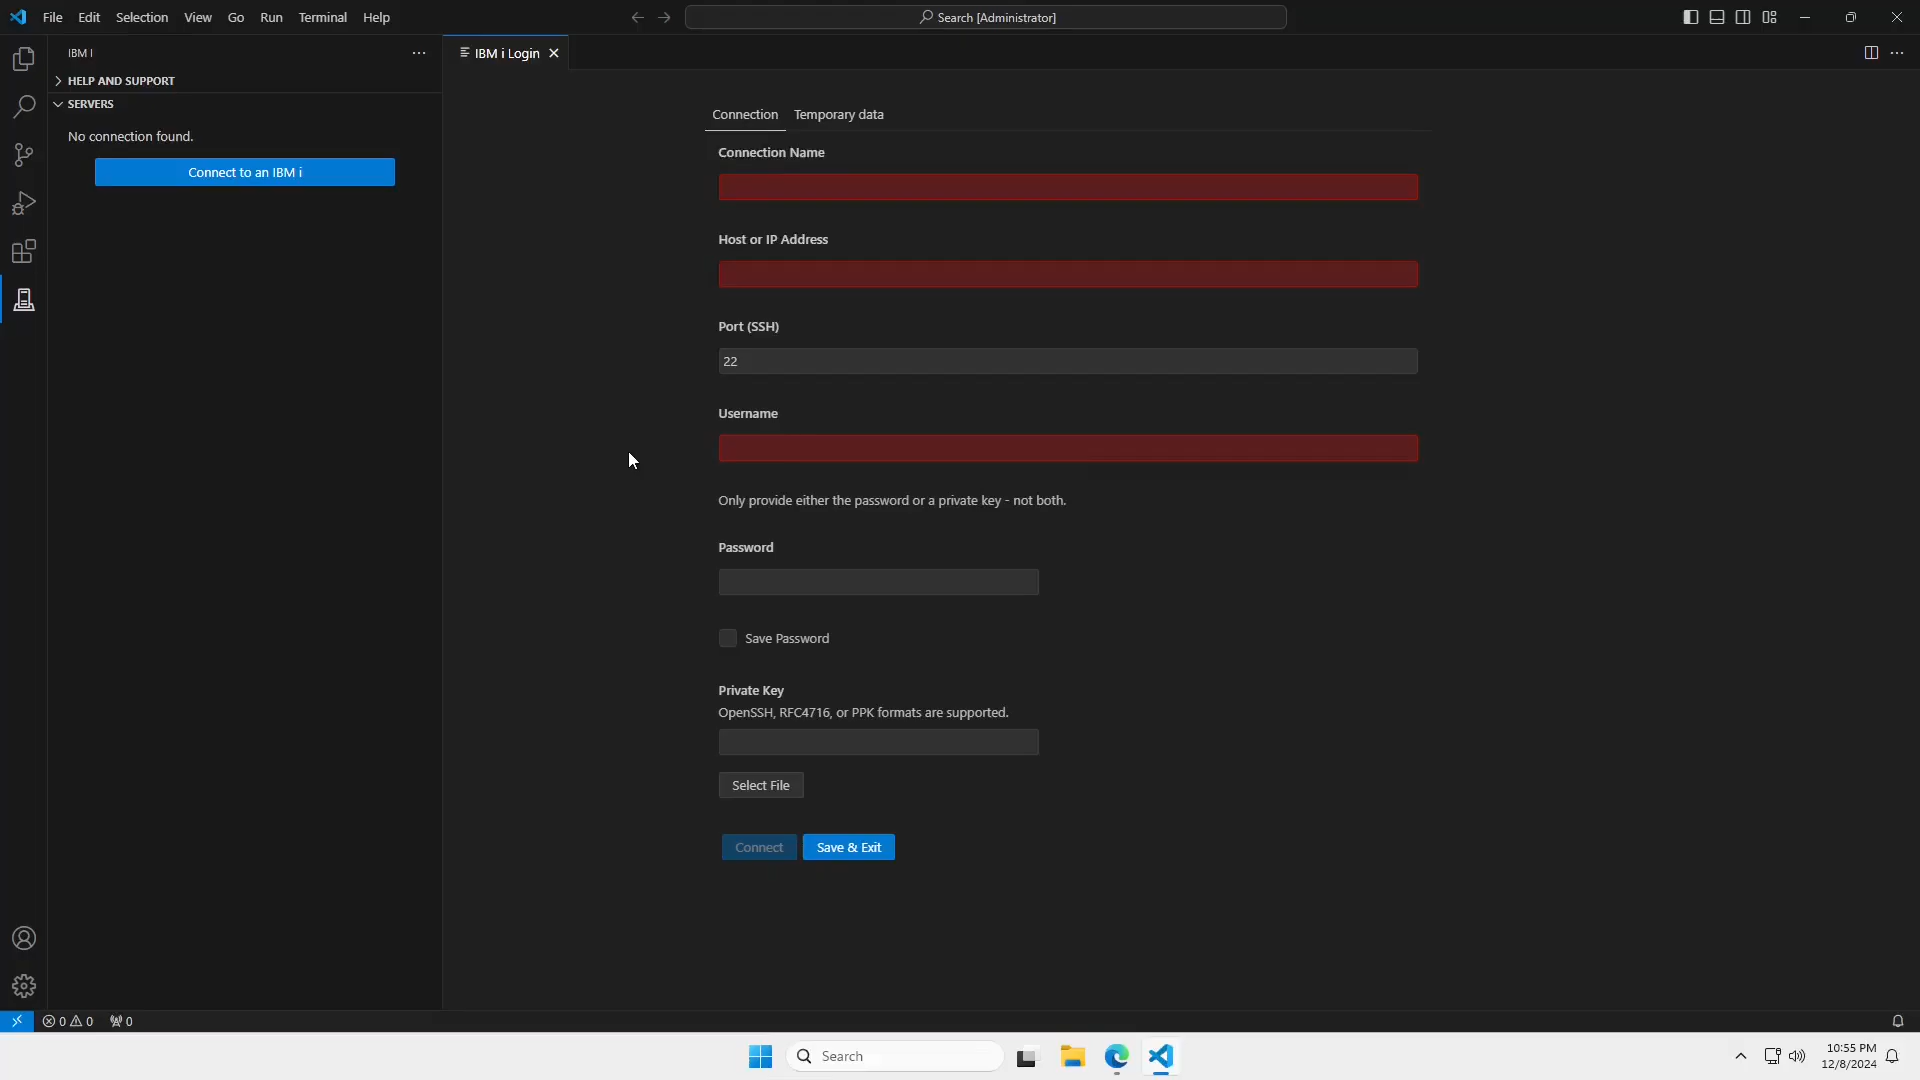 File Edit Selection View Go Run Terminal Help
Search [Administrator]
IBM I
HELP AND SUPPORT
SERVERS
No connection found.
Connect to an IBM i
IBM i Login
Connection Temporary data
Connection Name
Host or IP Address
Port (SSH)
22
Username
Only provide either the password or a private key - not both.
Password
Save Password
Private Key
OpenSSH, RFC4716, or PPK formats are supported.
Select File
Connect Save & Exit
0 0 0
Search
10:55 PM
12/8/2024